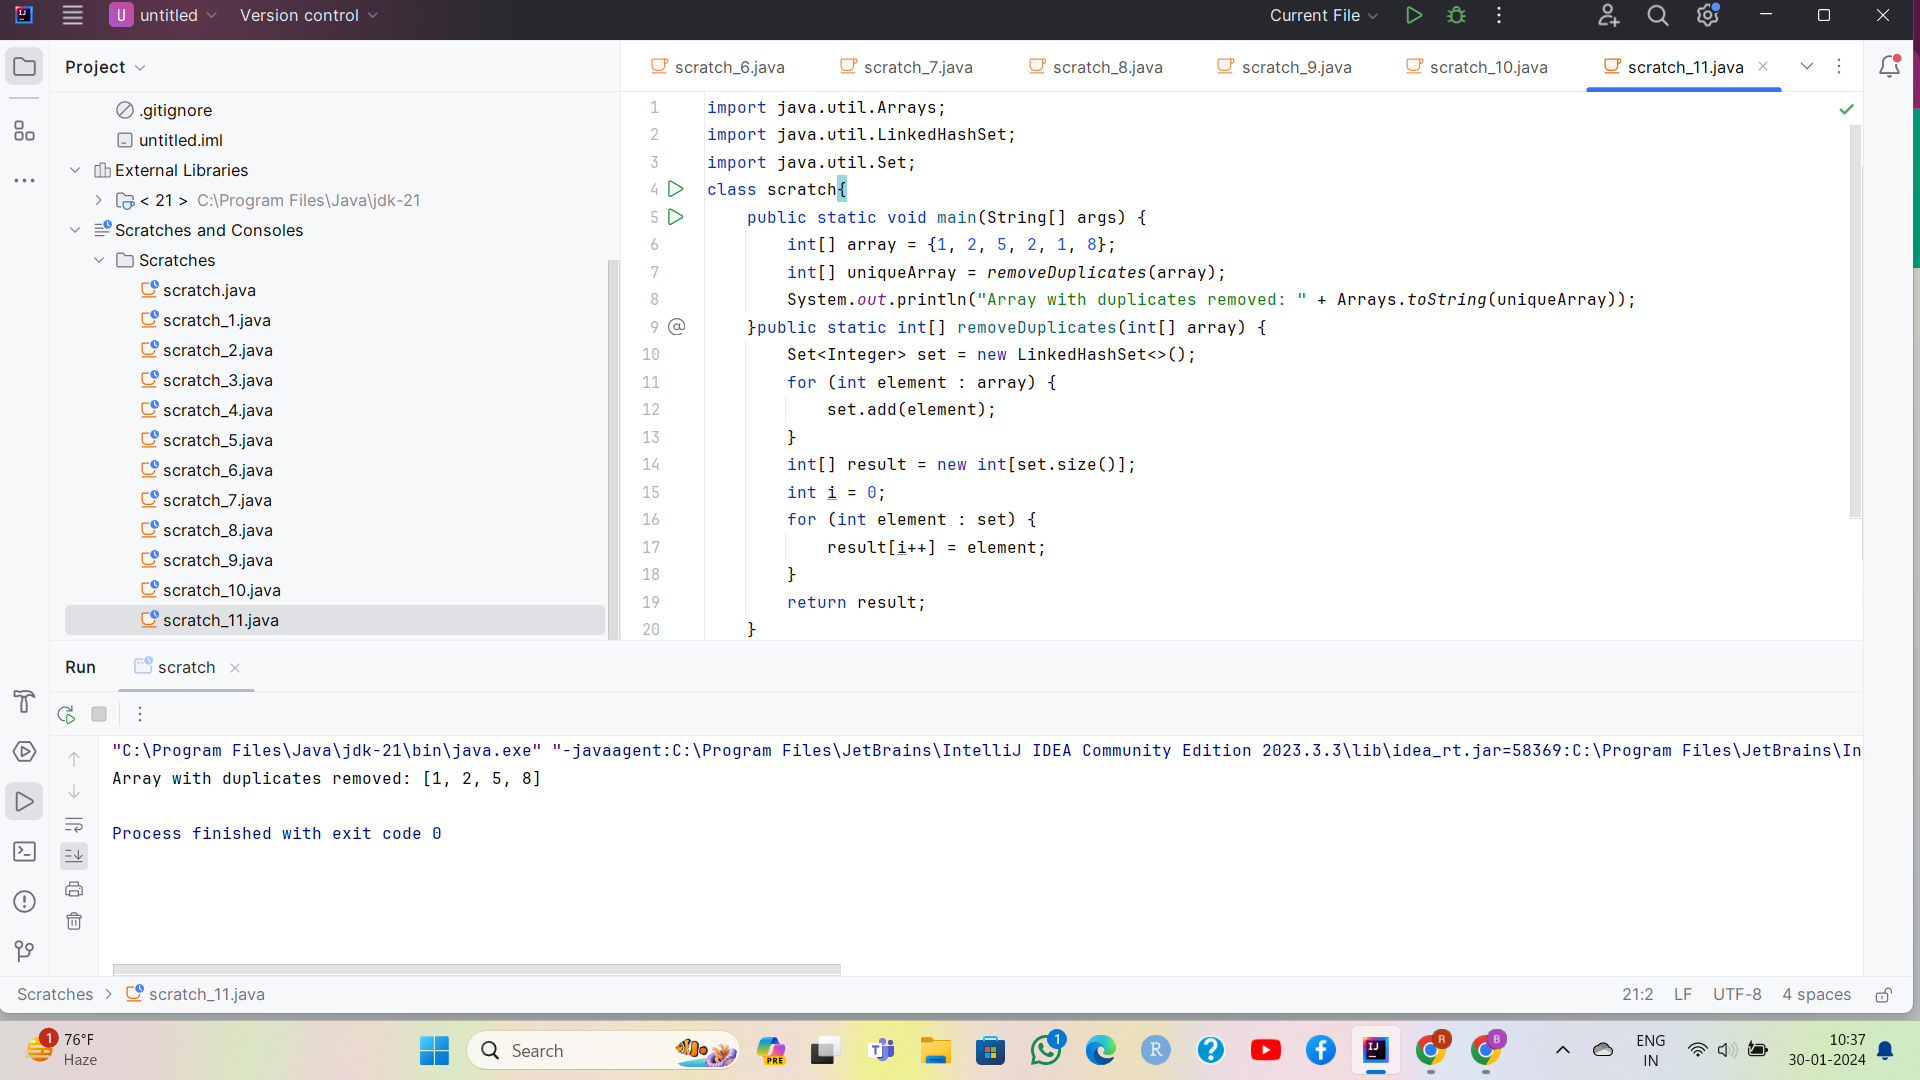 U untitled Version control Current File
Project
.gitignore
untitled.iml
External Libraries
< 21 > C:\Program Files\Java\jdk-21
Scratches and Consoles
Scratches
scratch.java
scratch_1.java
scratch_2.java
scratch_3.java
scratch_4.java
scratch_5.java
scratch_6.java
scratch_7.java
scratch_8.java
scratch_9.java
scratch_10.java
scratch_11.java
scratch_6.java scratch_7.java scratch_8.java scratch_9.java scratch_10.java scratch_11.java
1 import java.util.Arrays;
2 import java.util.LinkedHashSet;
3 import java.util.Set;
4 class scratch{
5 public static void main(String[] args) {
6 int[] array = {1, 2, 5, 2, 1, 8};
7 int[] uniqueArray = removeDuplicates(array);
8 System.out.println("Array with duplicates removed: " + Arrays.toString(uniqueArray));
9 @ }public static int[] removeDuplicates(int[] array) {
10 Set<Integer> set = new LinkedHashSet<>();
11 for (int element : array) {
12 set.add(element);
13 }
14 int[] result = new int[set.size()];
15 int i = 0;
16 for (int element : set) {
17 result[i++] = element;
18 }
19 return result;
20 }
Run scratch
"C:\Program Files\Java\jdk-21\bin\java.exe" "-javaagent:C:\Program Files\JetBrains\IntelliJ IDEA Community Edition 2023.3.3\lib\idea_rt.jar=58369:C:\Program Files\JetBrains\In
Array with duplicates removed: [1, 2, 5, 8]
Process finished with exit code 0
Scratches > scratch_11.java 21:2 LF UTF-8 4 spaces
1 76°F
Haze
Search
PRE
1
R
R
B
ENG
IN
10:37
30-01-2024